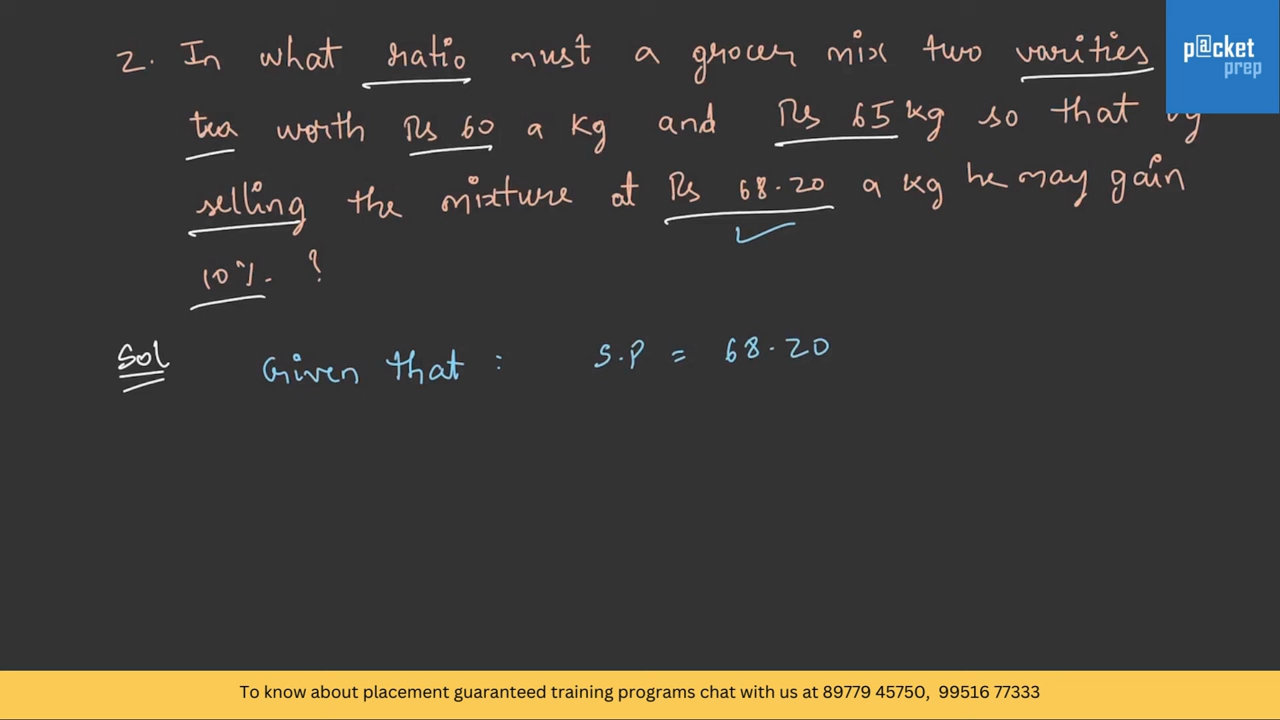 p@cket
prep
2. In what ratio must a grocer mix two varities
tea worth Rs 60 a kg and Rs 65 kg so that by
selling the mixture at Rs 68.20 a kg he may gain
10%. ?
Sol Given that : S.P = 68.20
To know about placement guaranteed training programs chat with us at 89779 45750, 99516 77333